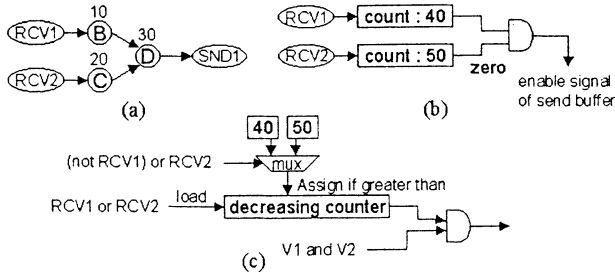 10
RCV1
B
30
20
D
SND1
RCV2
C
(a)
RCV1
count : 40
RCV2
count : 50
zero
enable signal
of send buffer
(b)
40 50
(not RCV1) or RCV2
mux
Assign if greater than
RCV1 or RCV2
load
decreasing counter
V1 and V2
(c)